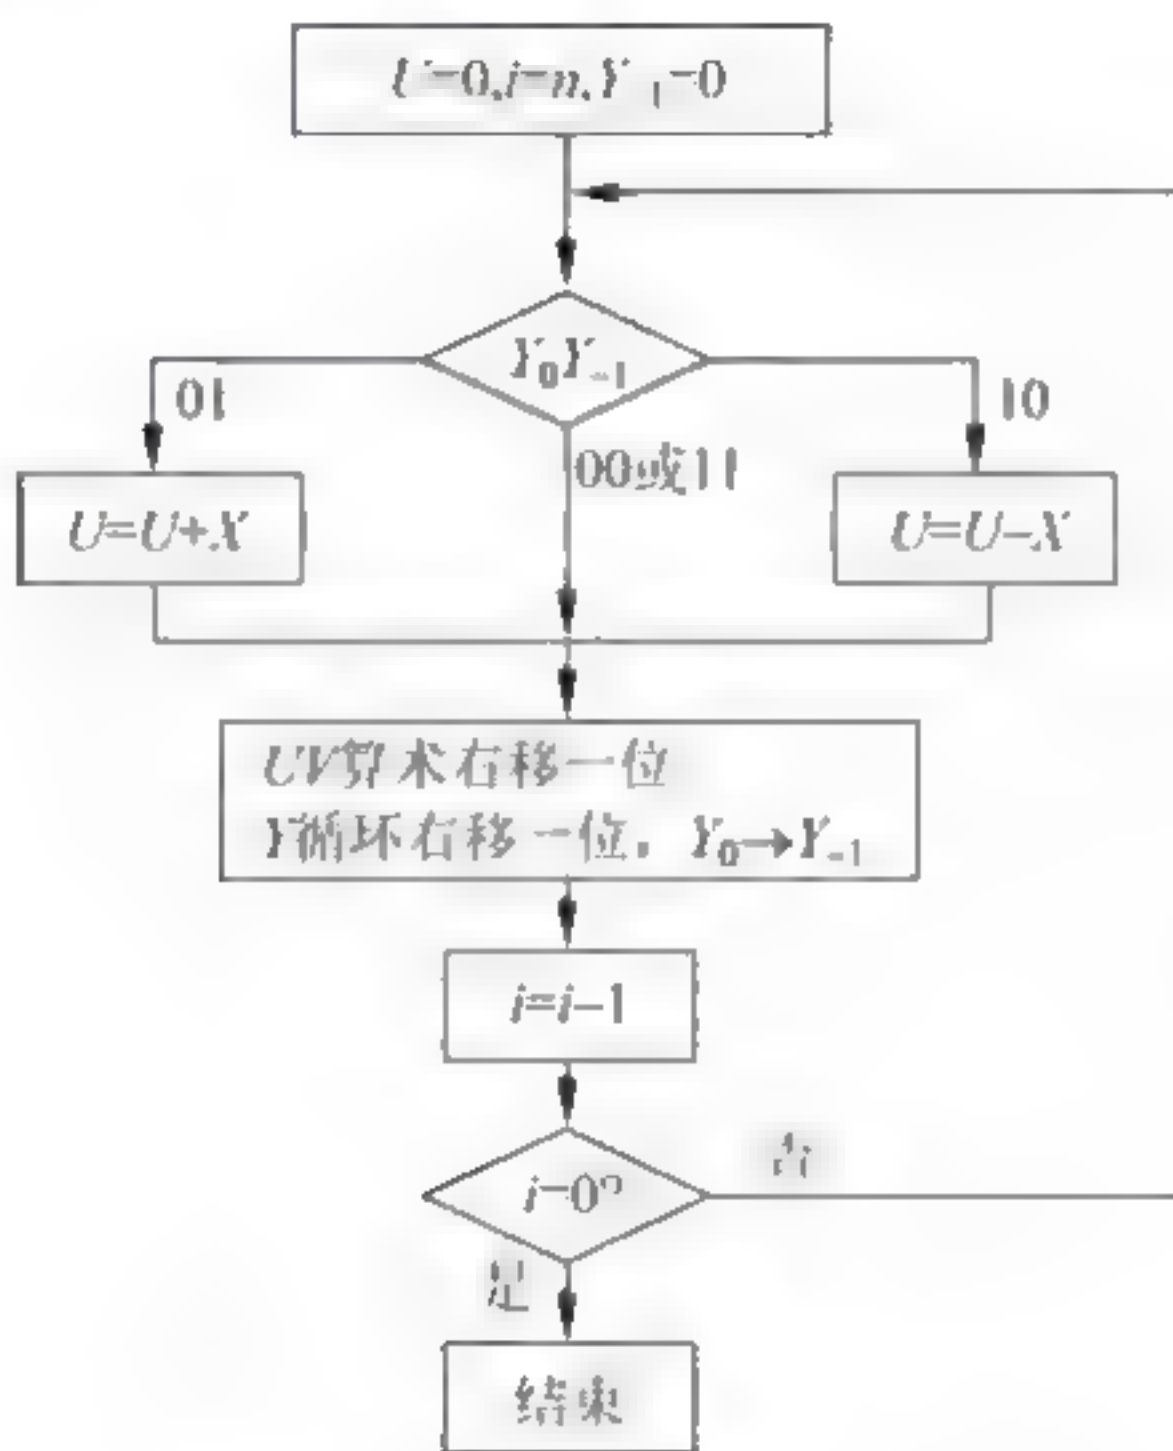 U=0,i=n,Y₋₁=0
Y₀Y₋₁
01
10
00或11
U=U+X
U=U−X
UV算术右移一位
Y循环右移一位，Y₀→Y₋₁
i=i−1
i=0?
否
是
结束